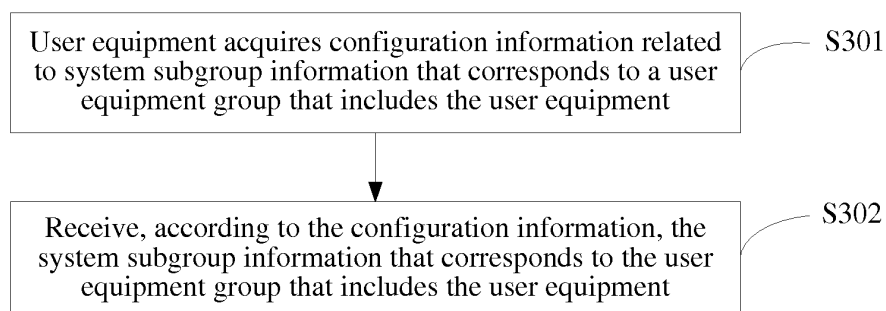 User equipment acquires configuration information related
to system subgroup information that corresponds to a user
equipment group that includes the user equipment
S301
Receive, according to the configuration information, the
system subgroup information that corresponds to the user
equipment group that includes the user equipment
S302